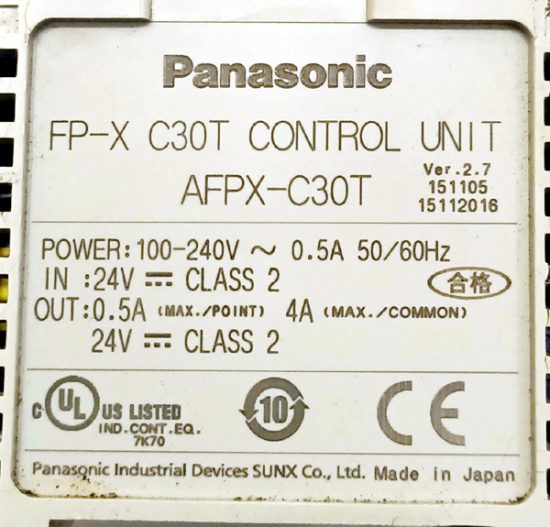 Panasonic
FP-X C30T CONTROL UNIT
AFPX-C30T
Ver.2.7
151105
15112016
POWER:100-240V ~ 0.5A 50/60Hz
IN :24V ⎓ CLASS 2
合格
OUT:0.5A (MAX./POINT) 4A (MAX./COMMON)
24V ⎓ CLASS 2
c UL US LISTED
IND.CONT.EQ.
7K70
10
CE
Panasonic Industrial Devices SUNX Co., Ltd. Made in Japan